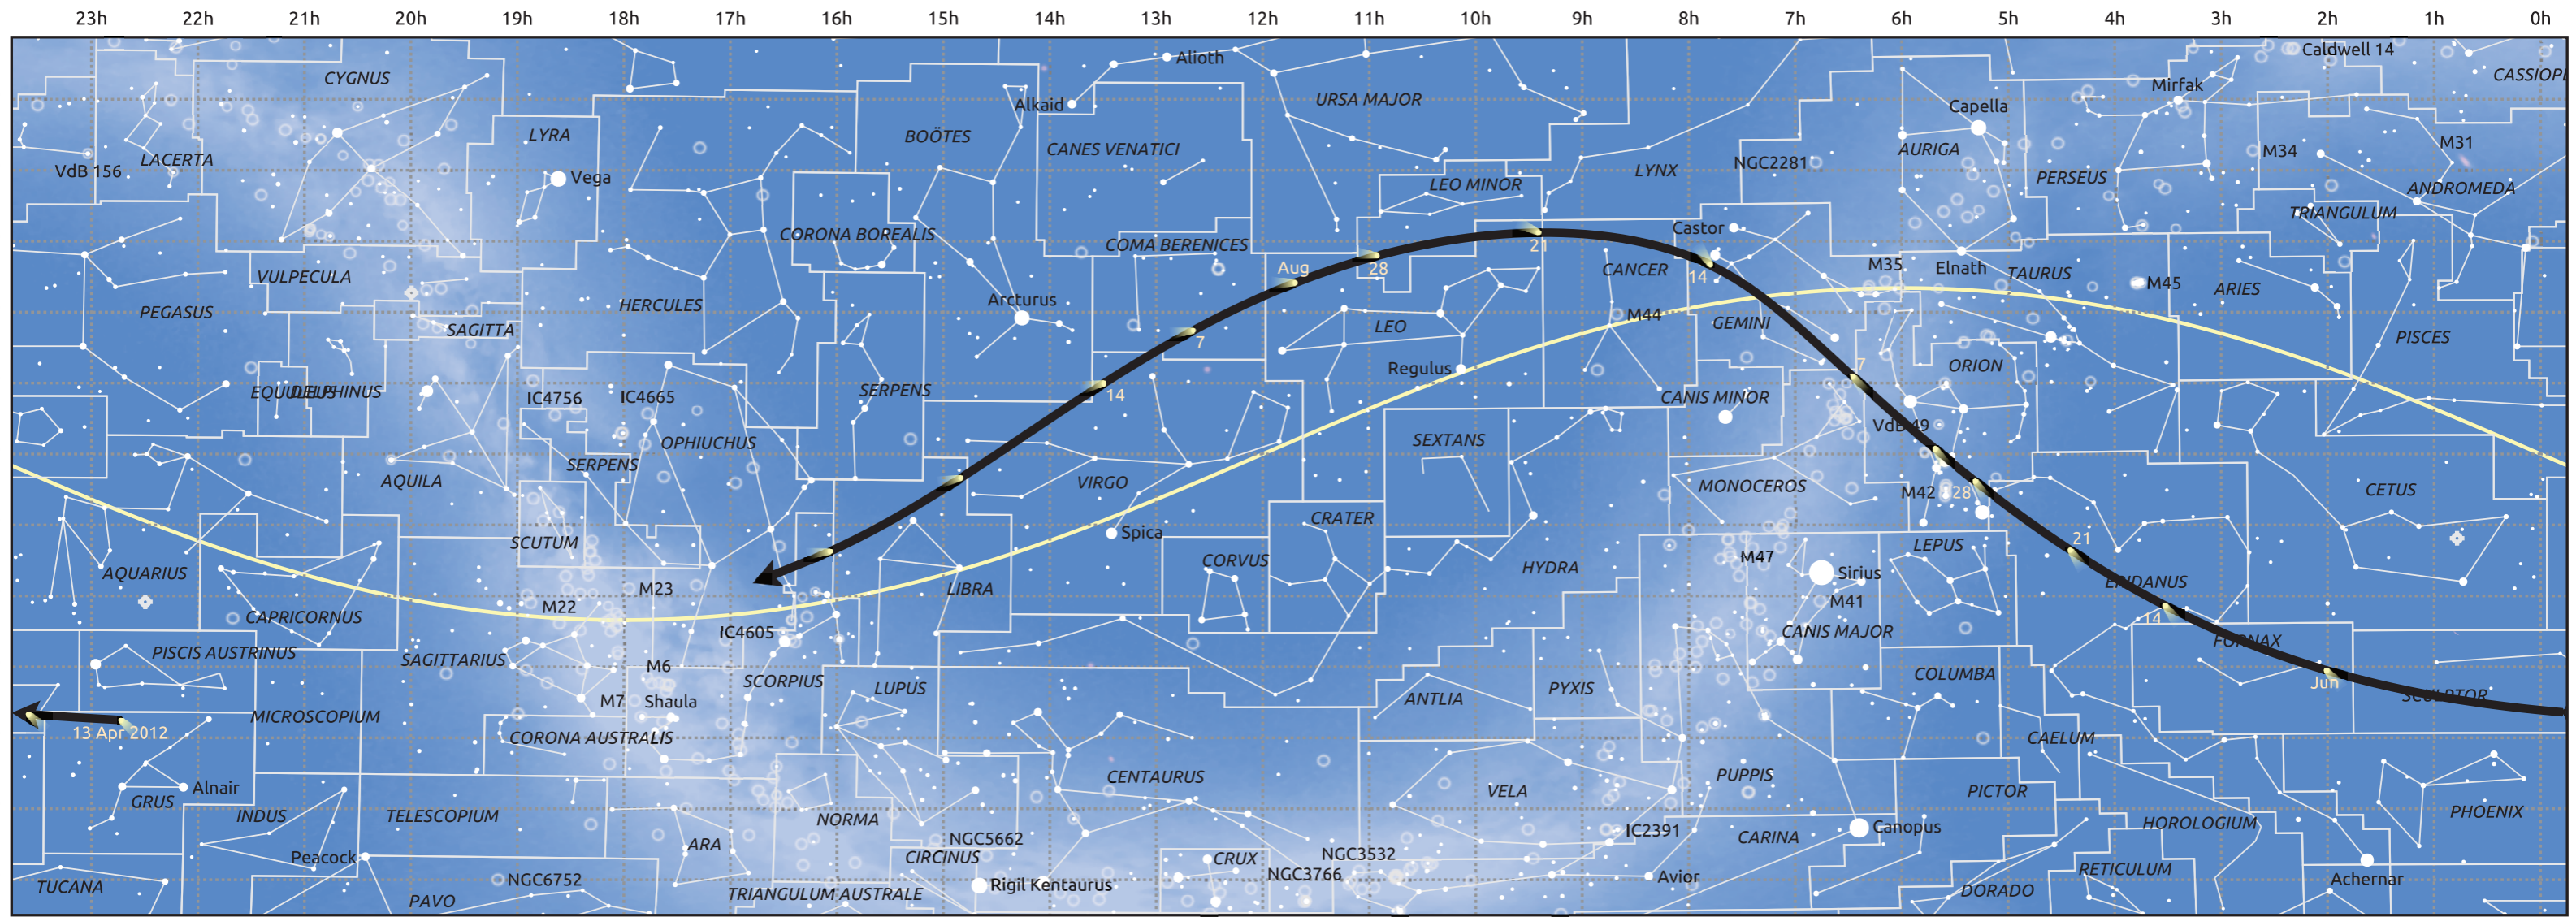 23h 22h 21h 20h 19h 18h 17h 16h 15h 14h 13h 12h 11h 10h 9h 8h 7h 6h 5h 4h 3h 2h 1h 0h
Caldwell 14
Alioth
CYGNUS
CASSIOPE
Mirfak
URSA MAJOR
Alkaid
Capella
LYRA
BOÖTES
M31
CANES VENATICI
AURIGA
M34
LACERTA
NGC2281
VdB 156
LYNX
Vega
PERSEUS
LEO MINOR
ANDROMEDA
TRIANGULUM
Castor
CORONA BOREALIS
COMA BERENICES
21
M35
Elnath
Aug
28
CANCER
14
TAURUS
VULPECULA
M45
ARIES
Arcturus
HERCULES
PEGASUS
M44
GEMINI
SAGITTA
LEO
7
PISCES
Regulus
7
ORION
EQUULEUS
DELPHINUS
SERPENS
14
IC4756
IC4665
CANIS MINOR
VdB 49
OPHIUCHUS
SEXTANS
SERPENS
AQUILA
VIRGO
MONOCEROS
M42
28
CETUS
CRATER
Spica
SCUTUM
21
LEPUS
M47
CORVUS
HYDRA
AQUARIUS
Sirius
ERIDANUS
M23
LIBRA
M41
M22
CAPRICORNUS
14
IC4605
CANIS MAJOR
FORNAX
PISCIS AUSTRINUS
SAGITTARIUS
M6
COLUMBA
SCORPIUS
Jun
LUPUS
PYXIS
M7
Shaula
ANTLIA
SCULPTOR
MICROSCOPIUM
13 Apr 2012
CORONA AUSTRALIS
CAELUM
CENTAURUS
PUPPIS
Alnair
VELA
PICTOR
GRUS
INDUS
TELESCOPIUM
NORMA
PHOENIX
HOROLOGIUM
Canopus
IC2391
CARINA
NGC5662
ARA
Peacock
CIRCINUS
CRUX
NGC3532
RETICULUM
NGC3766
Avior
Achernar
NGC6752
TUCANA
Rigil Kentaurus
DORADO
TRIANGULUM AUSTRALE
PAVO